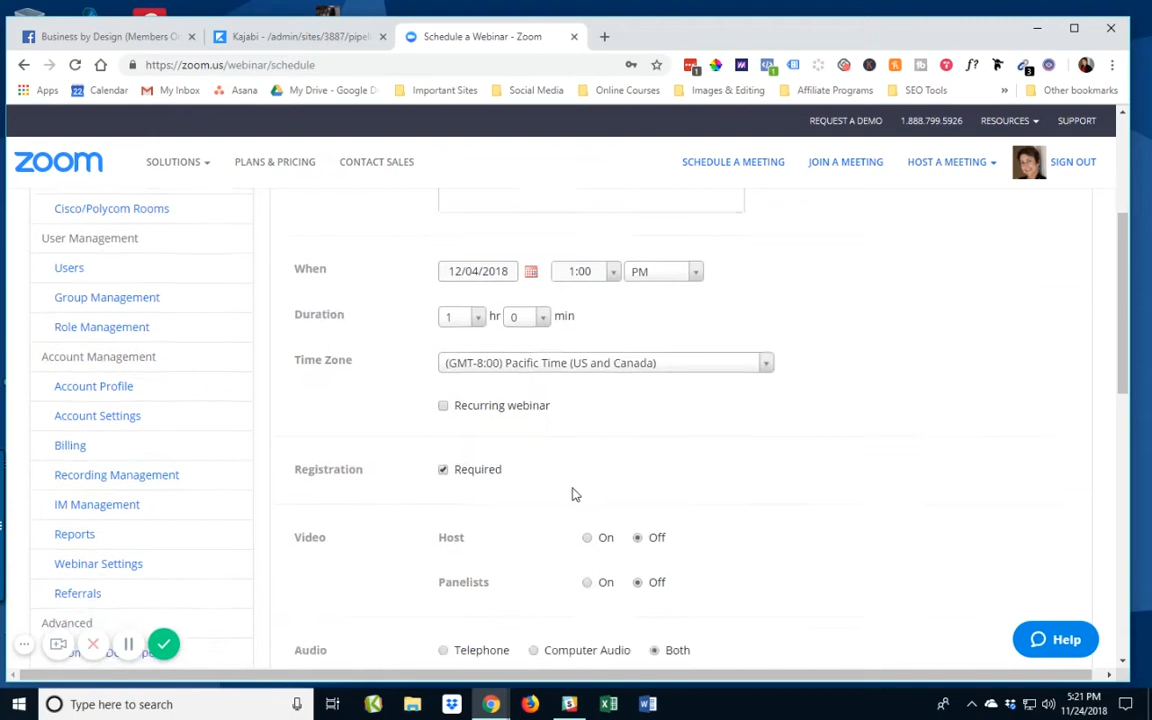 Business by Design (Members O
Kajabi - /admin/sites/3887/pipel
Schedule a Webinar - Zoom
https://zoom.us/webinar/schedule
1
1
f?
3
Apps
22
Calendar
My Inbox
Asana
My Drive - Google D
Important Sites
Social Media
Online Courses
Images & Editing
Affiliate Programs
SEO Tools
»
Other bookmarks
REQUEST A DEMO
1.888.799.5926
RESOURCES
SUPPORT
zoom
SOLUTIONS
PLANS & PRICING
CONTACT SALES
SCHEDULE A MEETING
JOIN A MEETING
HOST A MEETING
SIGN OUT
Cisco/Polycom Rooms
User Management
Users
Group Management
Role Management
Account Management
Account Profile
Account Settings
Billing
Recording Management
IM Management
Reports
Webinar Settings
Referrals
Advanced
When
12/04/2018
1:00
PM
Duration
1
hr
0
min
Time Zone
(GMT-8:00) Pacific Time (US and Canada)
Recurring webinar
Registration
Required
Video
Host
On
Off
Panelists
On
Off
Audio
Telephone
Computer Audio
Both
Help
Type here to search
5:21 PM
11/24/2018